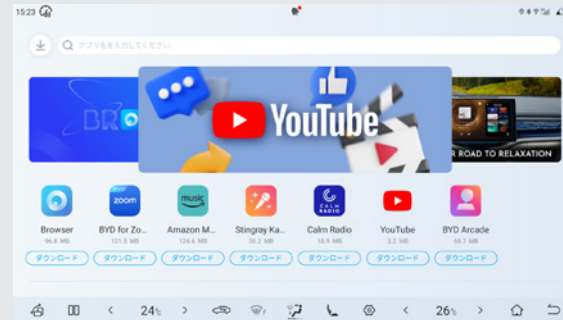 15:23
アプリ名を入力してください
BRO
YouTube
R ROAD TO RELAXATION
zoom
music
CALM
RADIO
Browser
BYD for Zo...
Amazon M...
Stingray Ka...
Calm Radio
YouTube
BYD Arcade
96.8 MB
131.3 MB
124.6 MB
36.2 MB
18.9 MB
3.2 MB
50.7 MB
ダウンロード
ダウンロード
ダウンロード
ダウンロード
ダウンロード
ダウンロード
ダウンロード
24°c
26°c